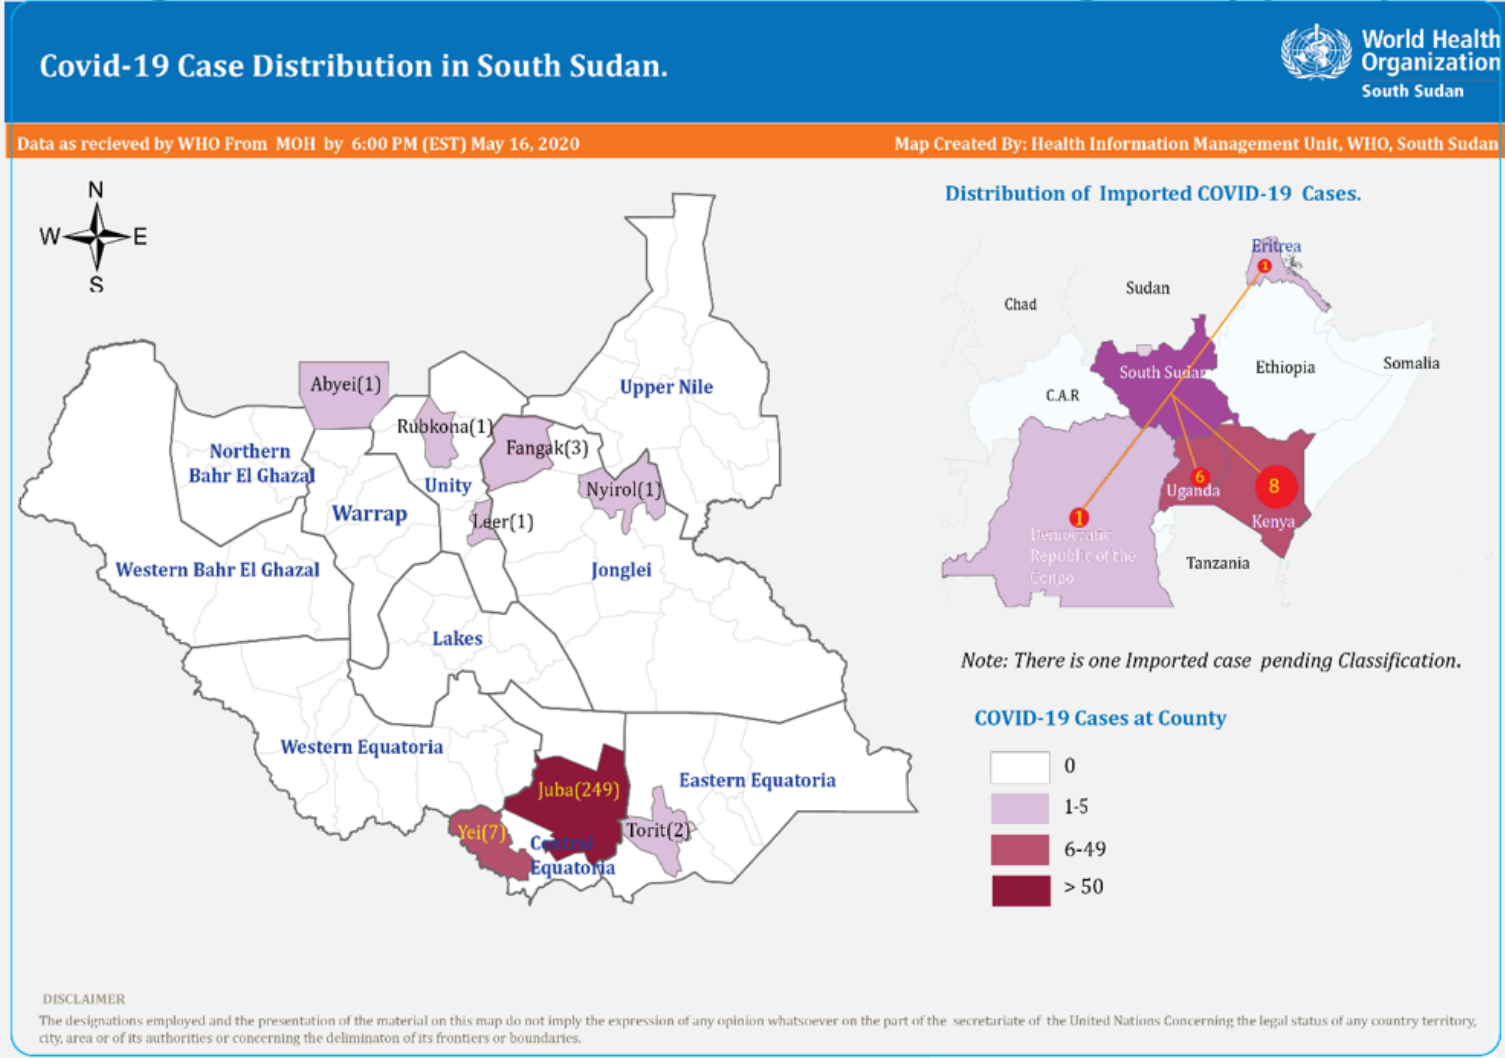 Covid-19 Case Distribution in South Sudan.
World Health
Organization
South Sudan
Data as recieved by WHO From MOH by 6:00 PM (EST) May 16, 2020
Map Created By: Health Information Management Unit, WHO, South Sudan
N
W
E
S
Abyei(1)
Rubkona(1)
Fangak(3)
Upper Nile
Northern
Bahr El Ghazal
Unity
Nyirol(1)
Warrap
Leer(1)
Western Bahr El Ghazal
Jonglei
Lakes
Western Equatoria
Eastern Equatoria
Juba(249)
Yei(7)
Torit(2)
Central
Equatoria
Distribution of Imported COVID-19 Cases.
Eritrea
1
Sudan
Chad
South Sudan
Ethiopia
Somalia
C.A.R
6
Uganda
8
Kenya
1
Democratic
Republic of the
Congo
Tanzania
Note: There is one Imported case pending Classification.
COVID-19 Cases at County
0
1-5
6-49
> 50
DISCLAIMER
The designations employed and the presentation of the material on this map do not imply the expression of any opinion whatsoever on the part of the secretariate of the United Nations Concerning the legal status of any country territory,
city, area or of its authorities or concerning the deliminaton of its frontiers or boundaries.